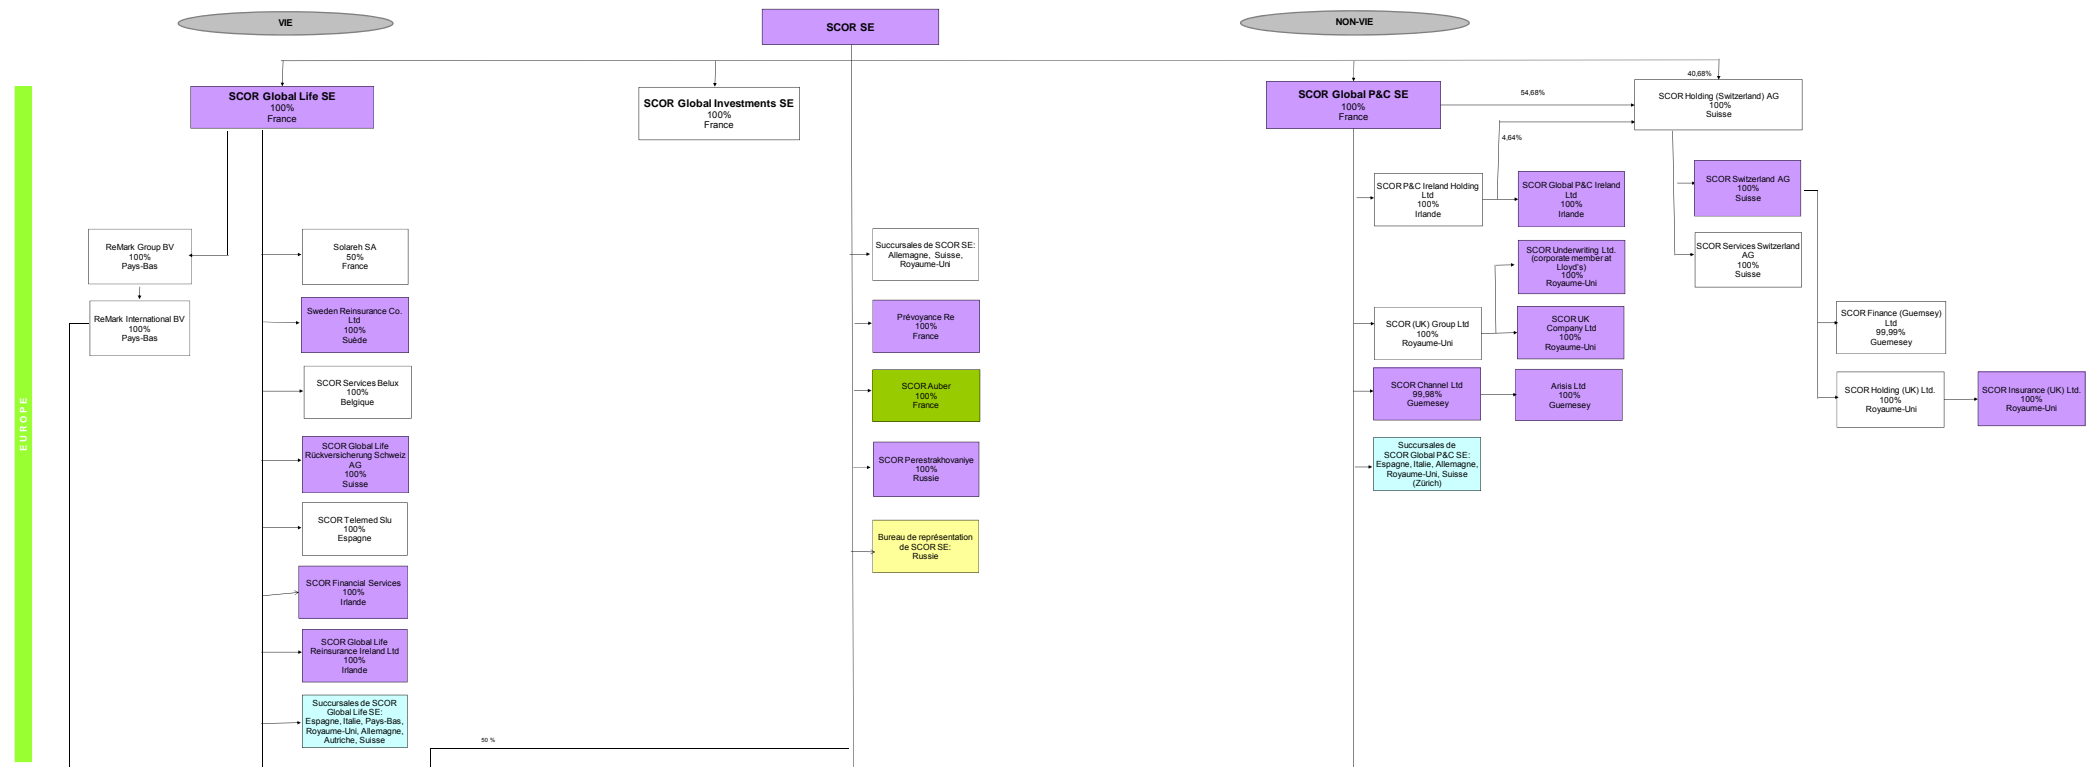 VIE
SCOR SE
NON-VIE
SCOR Global Life SE
100%
France
SCOR Global Investments SE
100%
France
SCOR Global P&C SE
100%
France
54,68%
40,68%
SCOR Holding (Switzerland) AG
100%
Suisse
4,64%
SCOR P&C Ireland Holding
Ltd
100%
Irlande
SCOR Global P&C Ireland
Ltd
100%
Irlande
SCOR Switzerland AG
100%
Suisse
ReMark Group BV
100%
Pays-Bas
Solareh SA
50%
France
Succursales de SCOR SE:
Allemagne, Suisse,
Royaume-Uni
SCOR Underwriting Ltd.
(corporate member at
Lloyd's)
100%
Royaume-Uni
SCOR Services Switzerland
AG
100%
Suisse
ReMark International BV
100%
Pays-Bas
Sweden Reinsurance Co.
Ltd
100%
Suède
Prévoyance Re
100%
France
SCOR (UK) Group Ltd
100%
Royaume-Uni
SCOR UK
Company Ltd
100%
Royaume-Uni
SCOR Finance (Guernsey)
Ltd
99,99%
Guernesey
SCOR Services Belux
100%
Belgique
SCOR Auber
100%
France
SCOR Channel Ltd
99,98%
Guernesey
Arisis Ltd
100%
Guernesey
SCOR Holding (UK) Ltd.
100%
Royaume-Uni
SCOR Insurance (UK) Ltd.
100%
Royaume-Uni
EUROPE
SCOR Global Life
Rückversicherung Schweiz
AG
100%
Suisse
SCOR Perestrakhovaniye
100%
Russie
Succursales de
SCOR Global P&C SE:
Espagne, Italie, Allemagne,
Royaume-Uni, Suisse
(Zürich)
SCOR Telemed Slu
100%
Espagne
Bureau de représentation
de SCOR SE:
Russie
SCOR Financial Services
100%
Irlande
SCOR Global Life
Reinsurance Ireland Ltd
100%
Irlande
Succursales de SCOR
Global Life SE:
Espagne, Italie, Pays-Bas,
Royaume-Uni, Allemagne,
Autriche, Suisse
50 %